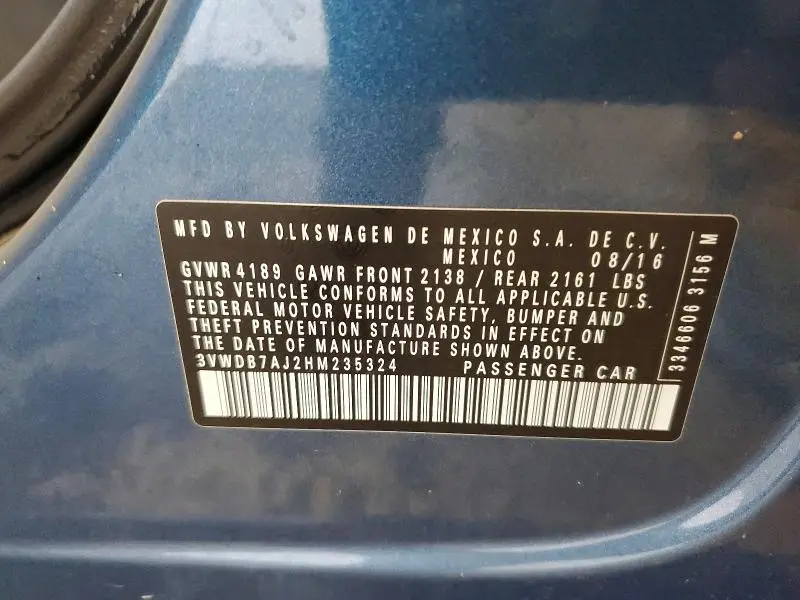 MFD BY VOLKSWAGEN DE MEXICO S.A. DE C.V.
MEXICO 08/16
GVWR 4189 GAWR FRONT 2138 / REAR 2161 LBS
THIS VEHICLE CONFORMS TO ALL APPLICABLE U.S.
FEDERAL MOTOR VEHICLE SAFETY, BUMPER AND
THEFT PREVENTION STANDARDS IN EFFECT ON
THE DATE OF MANUFACTURE SHOWN ABOVE.
3VWDB7AJ2HM235324 PASSENGER CAR
3346606 3156 M